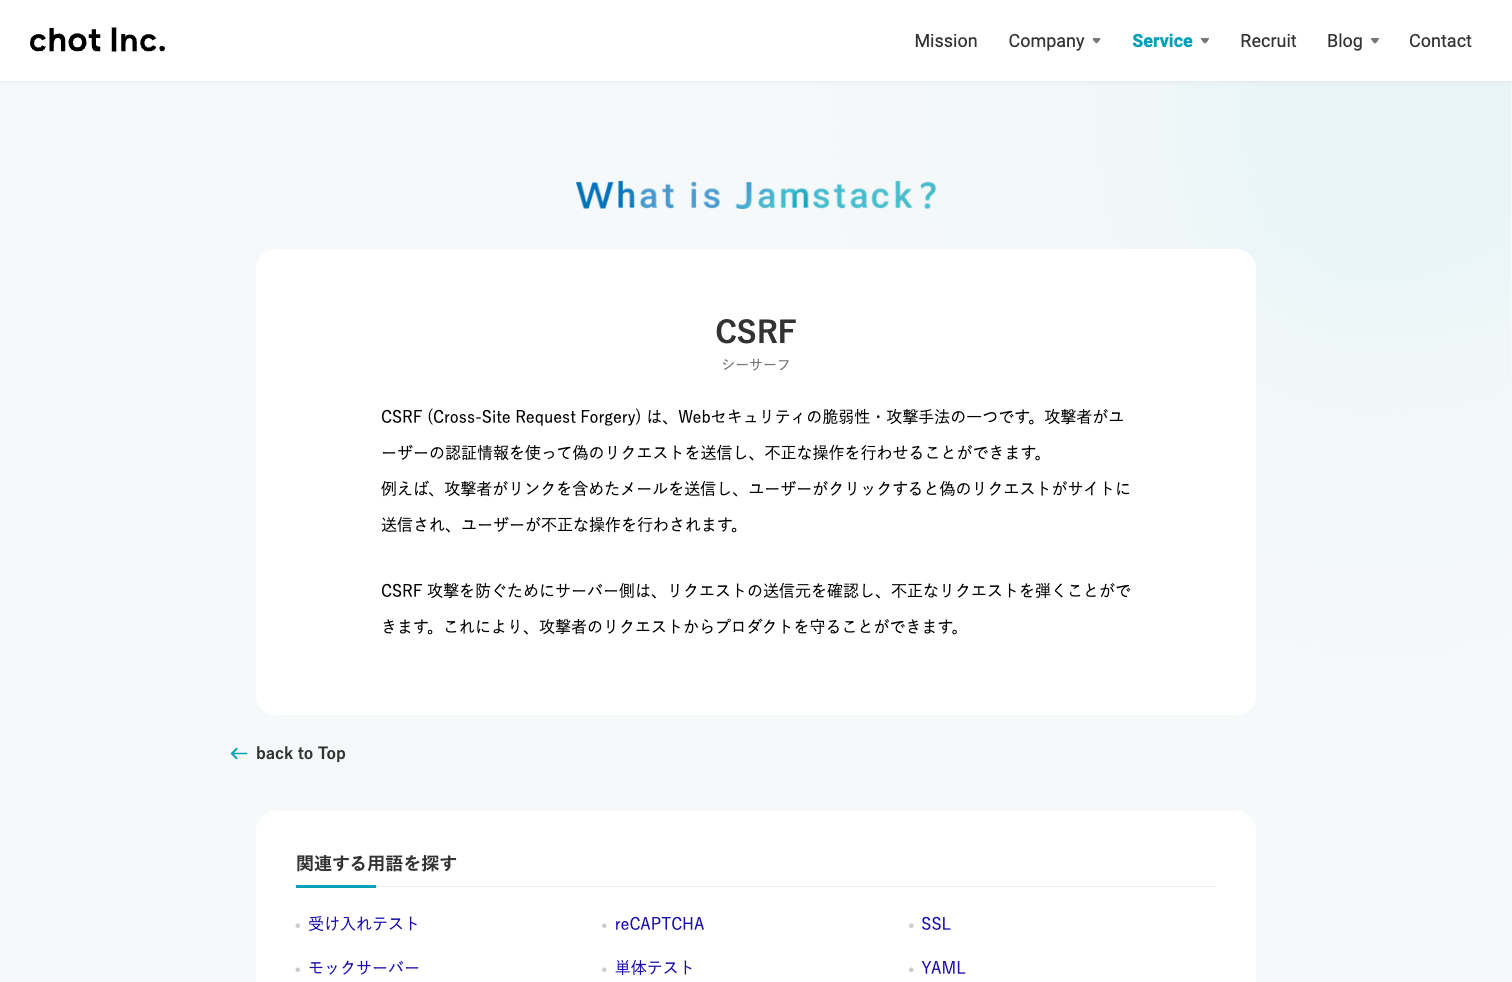 chot Inc.
Mission Company Service Recruit Blog Contact
What is Jamstack?
CSRF
シーサーフ
CSRF (Cross-Site Request Forgery) は、Webセキュリティの脆弱性・攻撃手法の一つです。攻撃者がユ
ーザーの認証情報を使って偽のリクエストを送信し、不正な操作を行わせることができます。
例えば、攻撃者がリンクを含めたメールを送信し、ユーザーがクリックすると偽のリクエストがサイトに
送信され、ユーザーが不正な操作を行わされます。
CSRF 攻撃を防ぐためにサーバー側は、リクエストの送信元を確認し、不正なリクエストを弾くことがで
きます。これにより、攻撃者のリクエストからプロダクトを守ることができます。
back to Top
関連する用語を探す
受け入れテスト reCAPTCHA SSL
モックサーバー 単体テスト YAML